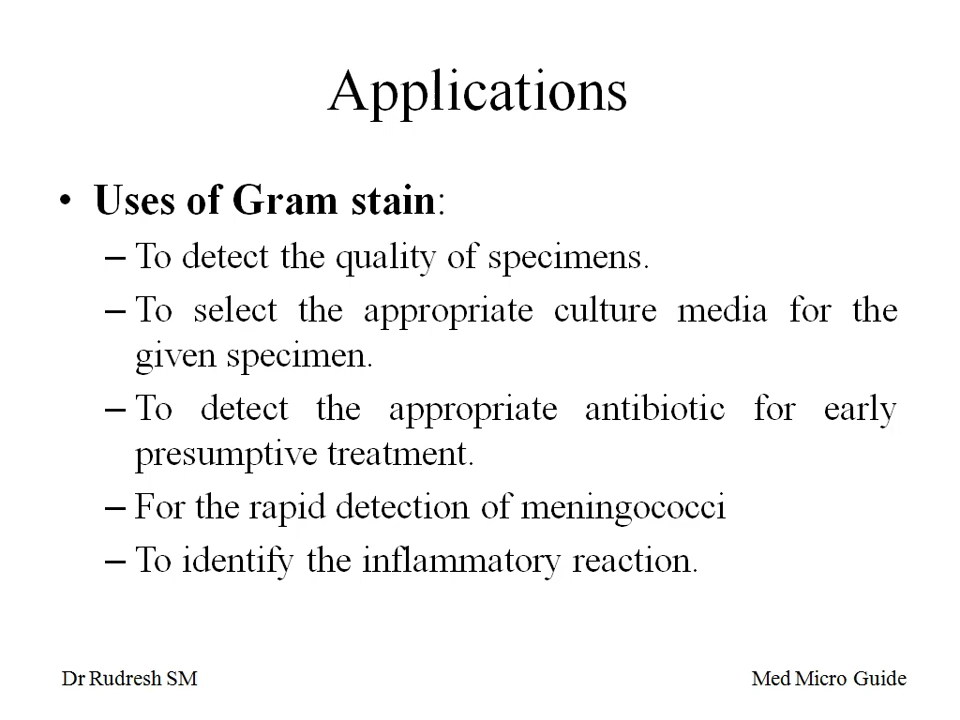 Applications
• Uses of Gram stain:
– To detect the quality of specimens.
– To select the appropriate culture media for the
given specimen.
– To detect the appropriate antibiotic for early
presumptive treatment.
– For the rapid detection of meningococci
– To identify the inflammatory reaction.
Dr Rudresh SM
Med Micro Guide